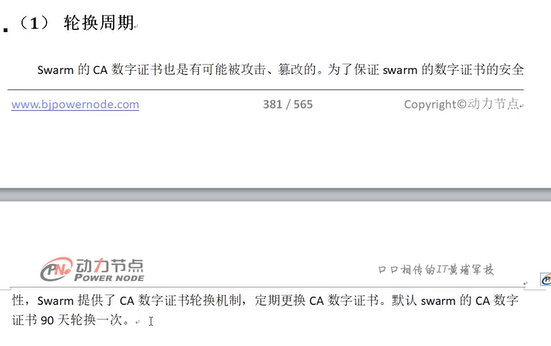 （1） 轮换周期
Swarm 的 CA 数字证书也是有可能被攻击、篡改的。为了保证 swarm 的数字证书的安全
www.bjpowernode.com 381 / 565 Copyright©动力节点
PN 动力节点 口口相传的IT黄埔军校
POWER NODE
性，Swarm 提供了 CA 数字证书轮换机制，定期更换 CA 数字证书。默认 swarm 的 CA 数字
证书 90 天轮换一次。